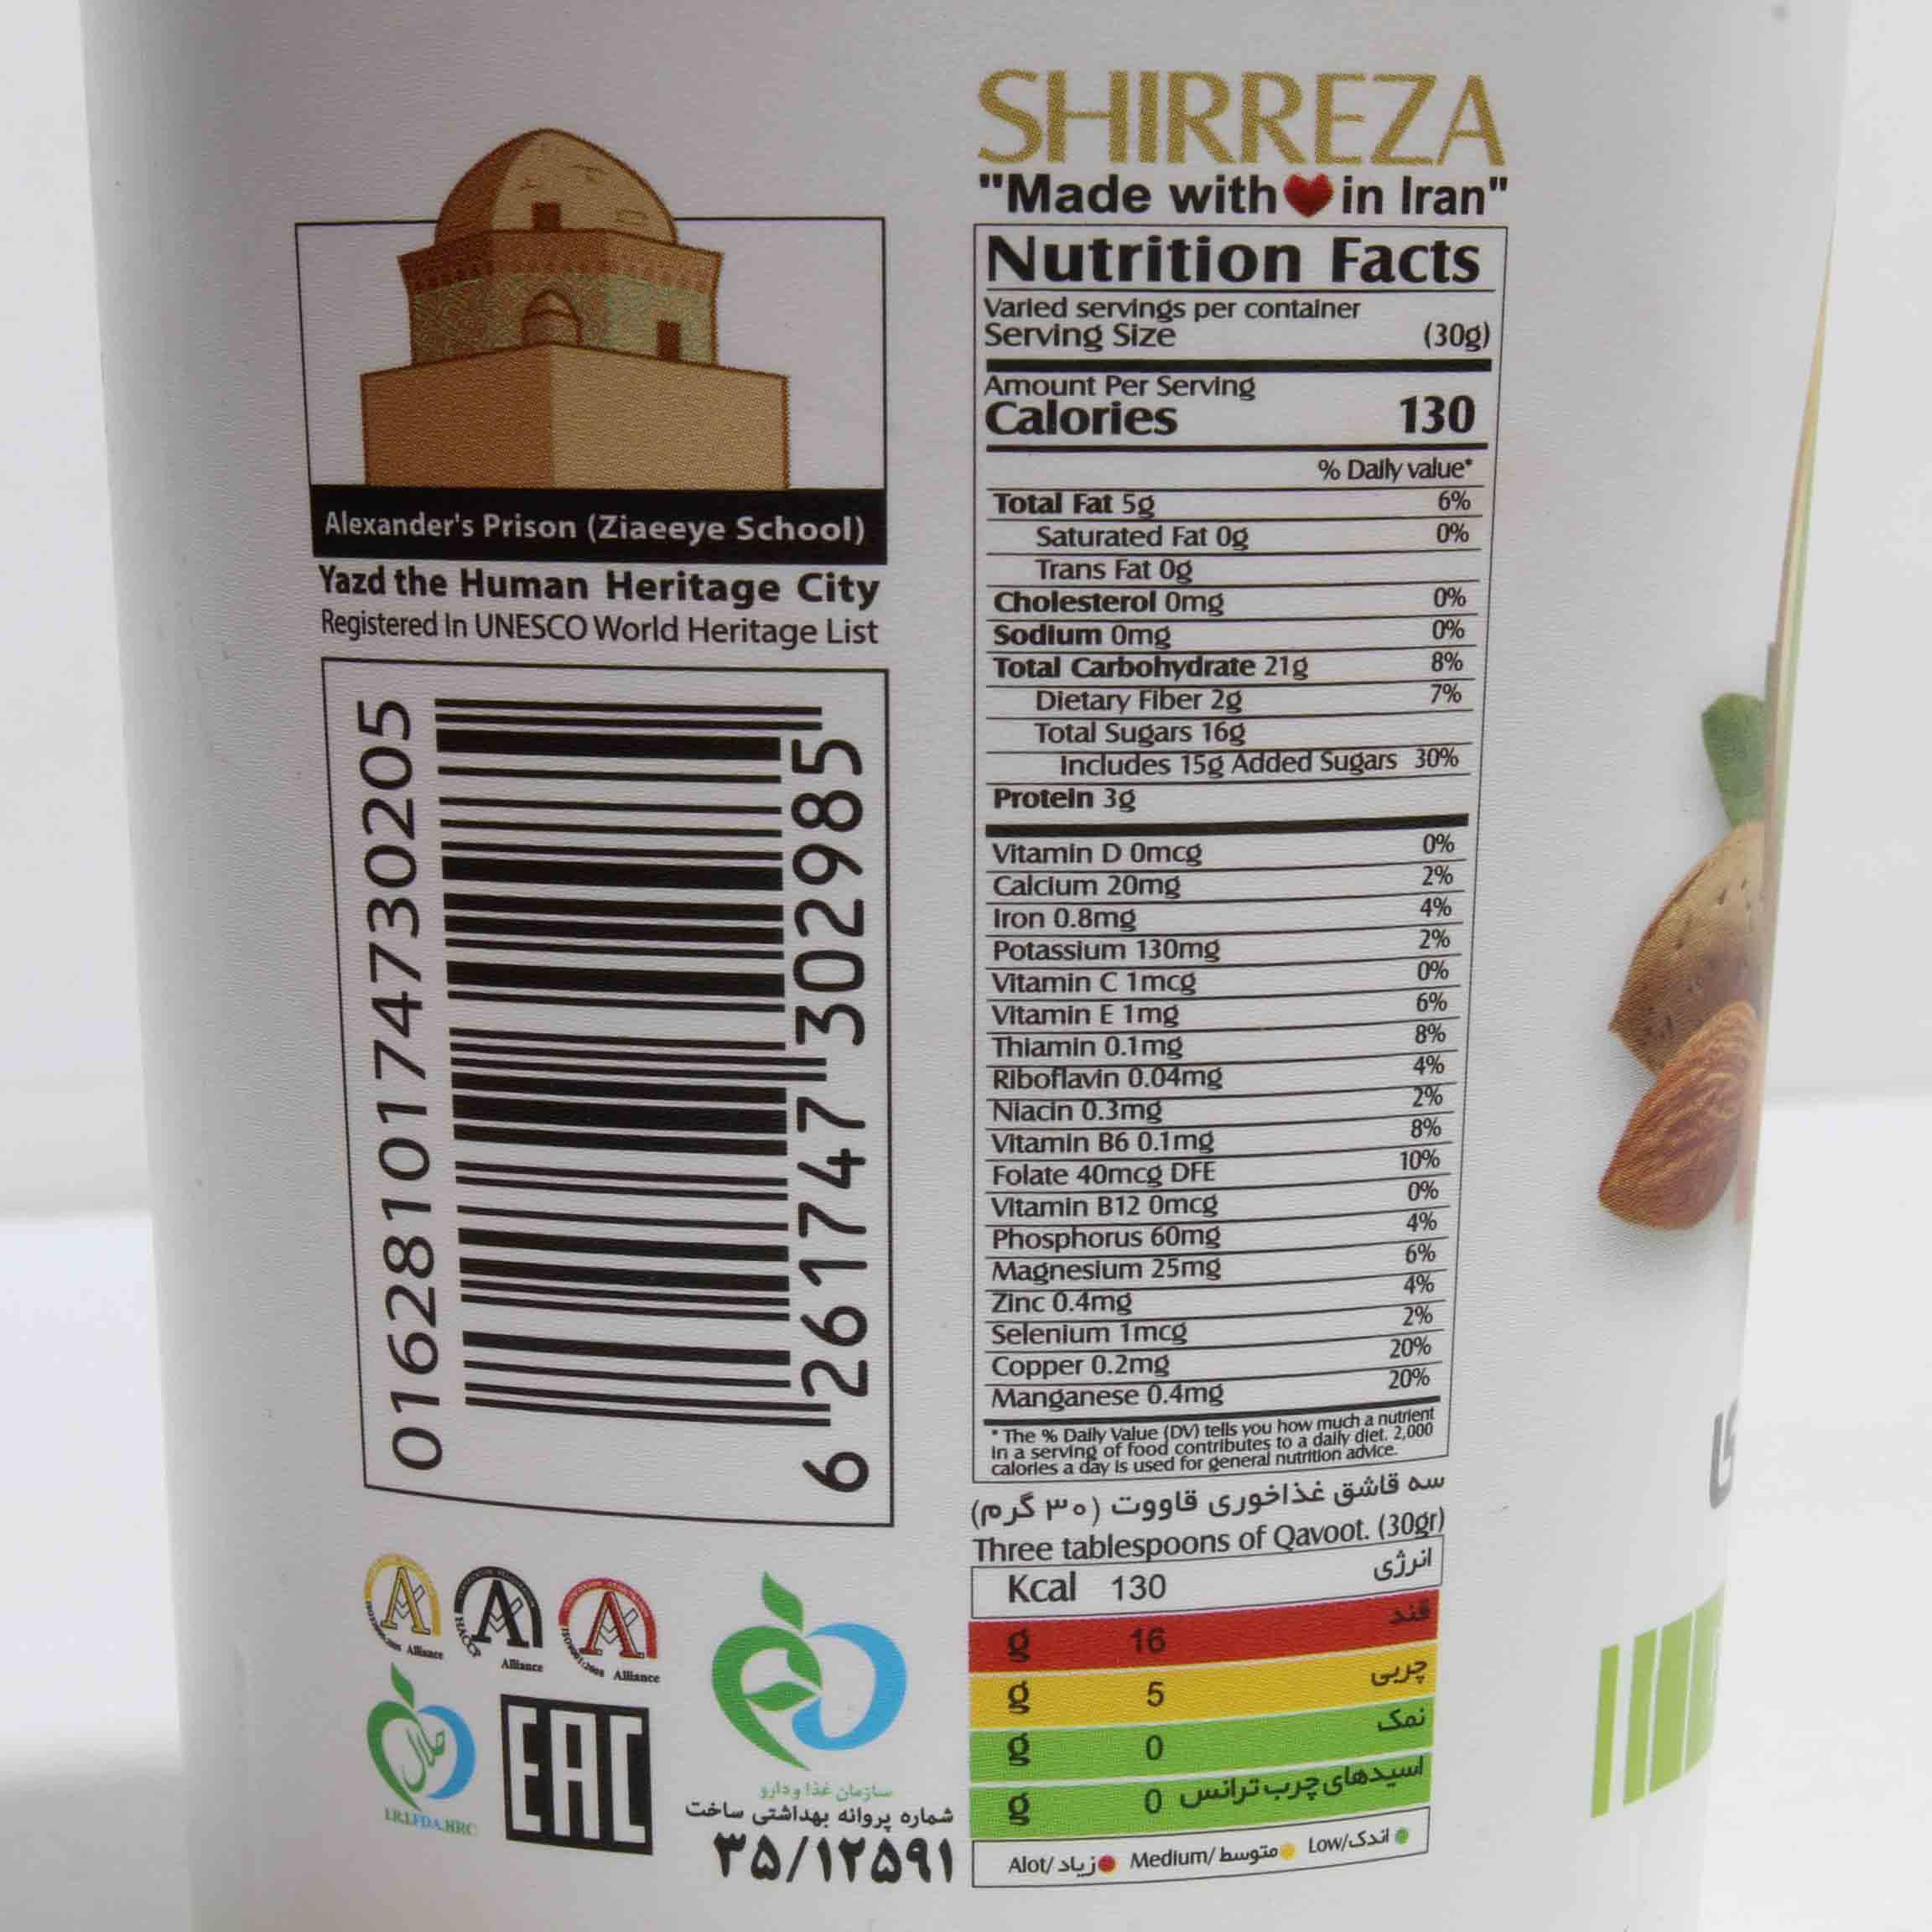 SHIRREZA
"Made with❤in Iran"
Alexander's Prison (Ziaeeye School)
Yazd the Human Heritage City
Registered In UNESCO World Heritage List
0162810174730205
6 261747 302985
Nutrition Facts
Varied servings per container
Serving Size (30g)
Amount Per Serving
Calories 130
% Daily value*
Total Fat 5g 6%
Saturated Fat 0g 0%
Trans Fat 0g
Cholesterol 0mg 0%
Sodium 0mg 0%
Total Carbohydrate 21g 8%
Dietary Fiber 2g 7%
Total Sugars 16g
Includes 15g Added Sugars 30%
Protein 3g
Vitamin D 0mcg 0%
Calcium 20mg 2%
Iron 0.8mg 4%
Potassium 130mg 2%
Vitamin C 1mcg 0%
Vitamin E 1mg 6%
Thiamin 0.1mg 8%
Riboflavin 0.04mg 4%
Niacin 0.3mg 2%
Vitamin B6 0.1mg 8%
Folate 40mcg DFE 10%
Vitamin B12 0mcg 0%
Phosphorus 60mg 4%
Magnesium 25mg 6%
Zinc 0.4mg 4%
Selenium 1mcg 2%
Copper 0.2mg 20%
Manganese 0.4mg 20%
* The % Daily Value (DV) tells you how much a nutrient
in a serving of food contributes to a daily diet. 2,000
calories a day is used for general nutrition advice.
سه قاشق غذاخوری قاووت (۳۰ گرم)
Three tablespoons of Qavoot. (30gr)
Kcal 130 انرژی
g 16 قند
g 5 چربی
g 0 نمک
g 0 اسیدهای چرب ترانس
Alot/زیاد Medium/متوسط Low/اندک
Alliance
HACCP
Alliance
Alliance
حلال
I.R.I.FDA.HRC
EAC
سازمان غذا و دارو
شماره پروانه بهداشتی ساخت
۳۵/۱۲۵۹۱